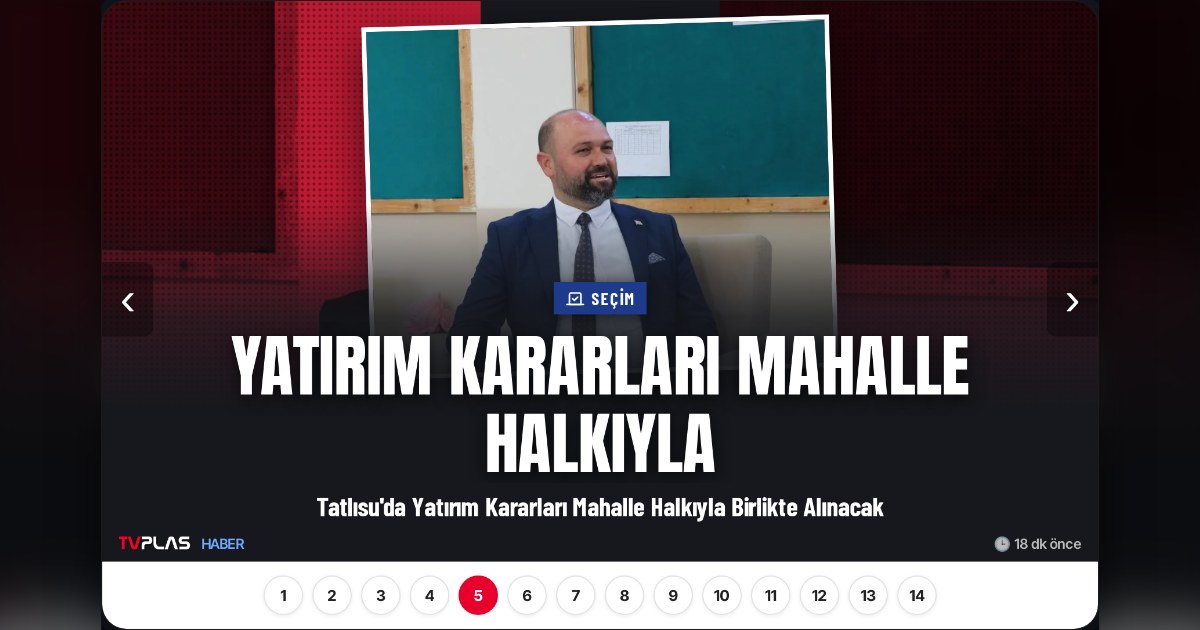 SEÇİM
YATIRIM KARARLARI MAHALLE
HALKIYLA
Tatlısu'da Yatırım Kararları Mahalle Halkıyla Birlikte Alınacak
TVPLAS HABER
18 dk önce
1 2 3 4 5 6 7 8 9 10 11 12 13 14